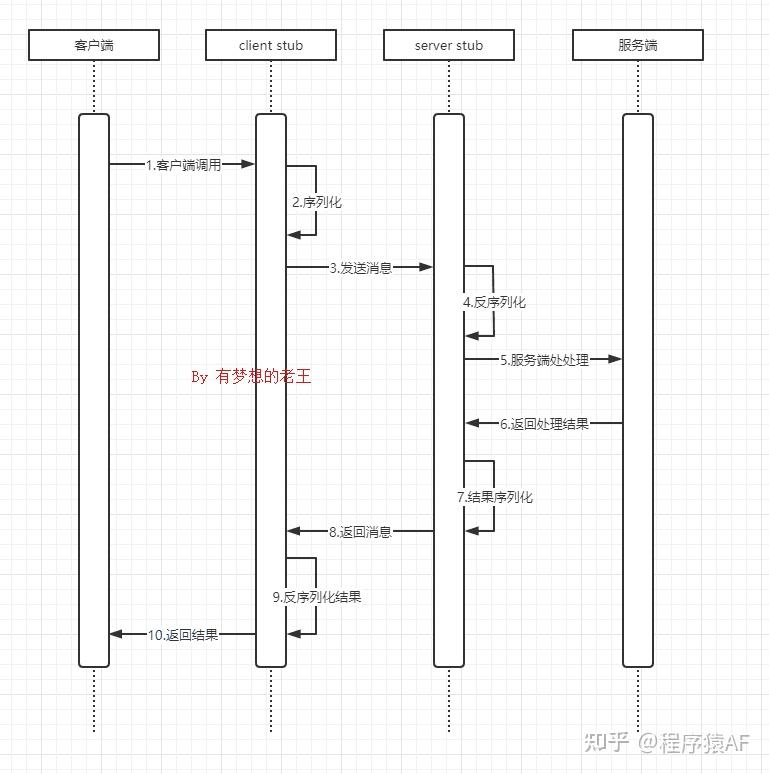 客户端
client stub
server stub
服务端
1.客户端调用
2.序列化
3.发送消息
4.反序列化
5.服务端处处理
By 有梦想的老王
6.返回处理结果
7.结果序列化
8.返回消息
9.反序列化结果
10.返回结果
知乎 @程序猿AF